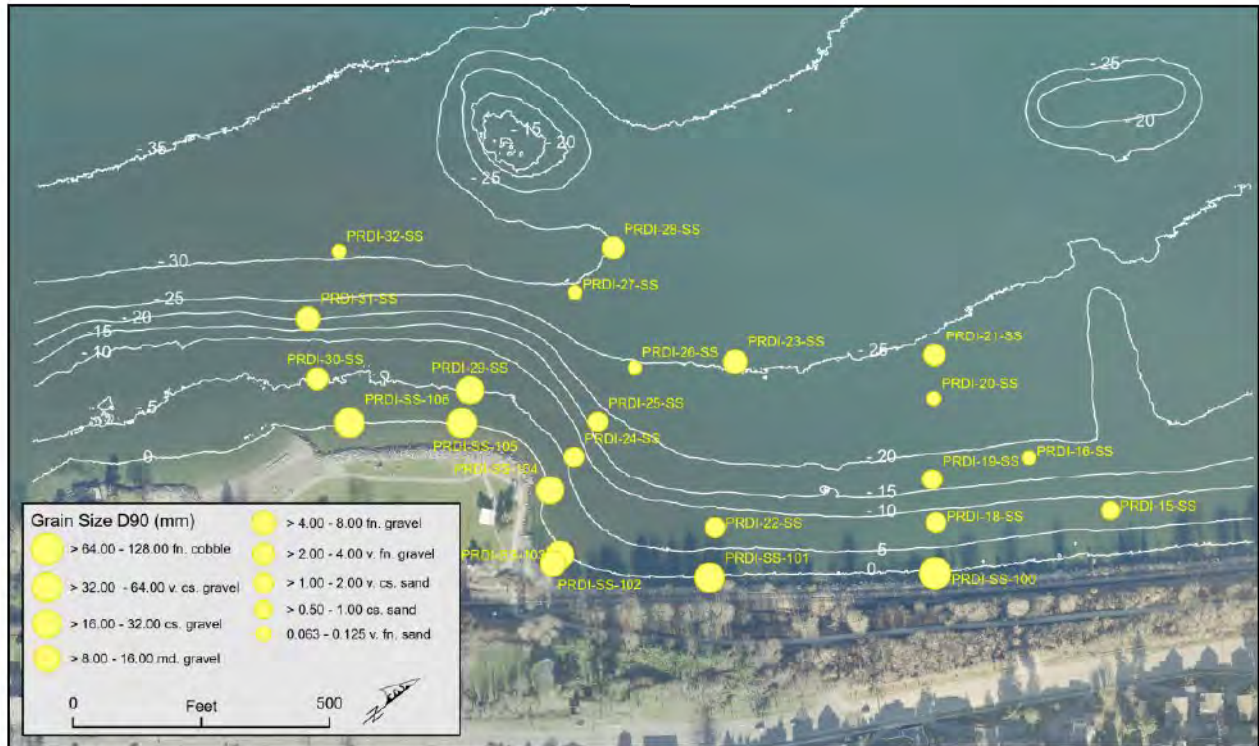 - 25
- 15
- 20
- 20
- 35
- 25
PRDI-28-SS
PRDI-32-SS
- 30
PRDI-27-SS
- 25
PRDI-31-SS
- 20
- 15
- 10
PRDI-26-SS
PRDI-23-SS
PRDI-21-SS
- 25
PRDI-30-SS
PRDI-29-SS
PRDI-20-SS
PRDI-SS-106
PRDI-25-SS
PRDI-24-SS
PRDI-SS-105
0
PRDI-SS-104
- 20
PRDI-16-SS
PRDI-19-SS
- 15
- 10
PRDI-15-SS
PRDI-22-SS
PRDI-18-SS
PRDI-SS-103
PRDI-SS-101
PRDI-SS-102
0
PRDI-SS-100
Grain Size D90 (mm)
> 64.00 - 128.00 fn. cobble
> 32.00 - 64.00 v. cs. gravel
> 16.00 - 32.00 cs. gravel
> 8.00 - 16.00 md. gravel
> 4.00 - 8.00 fn. gravel
> 2.00 - 4.00 v. fn. gravel
> 1.00 - 2.00 v. cs. sand
> 0.50 - 1.00 cs. sand
0.063 - 0.125 v. fn. sand
0
Feet
500
N